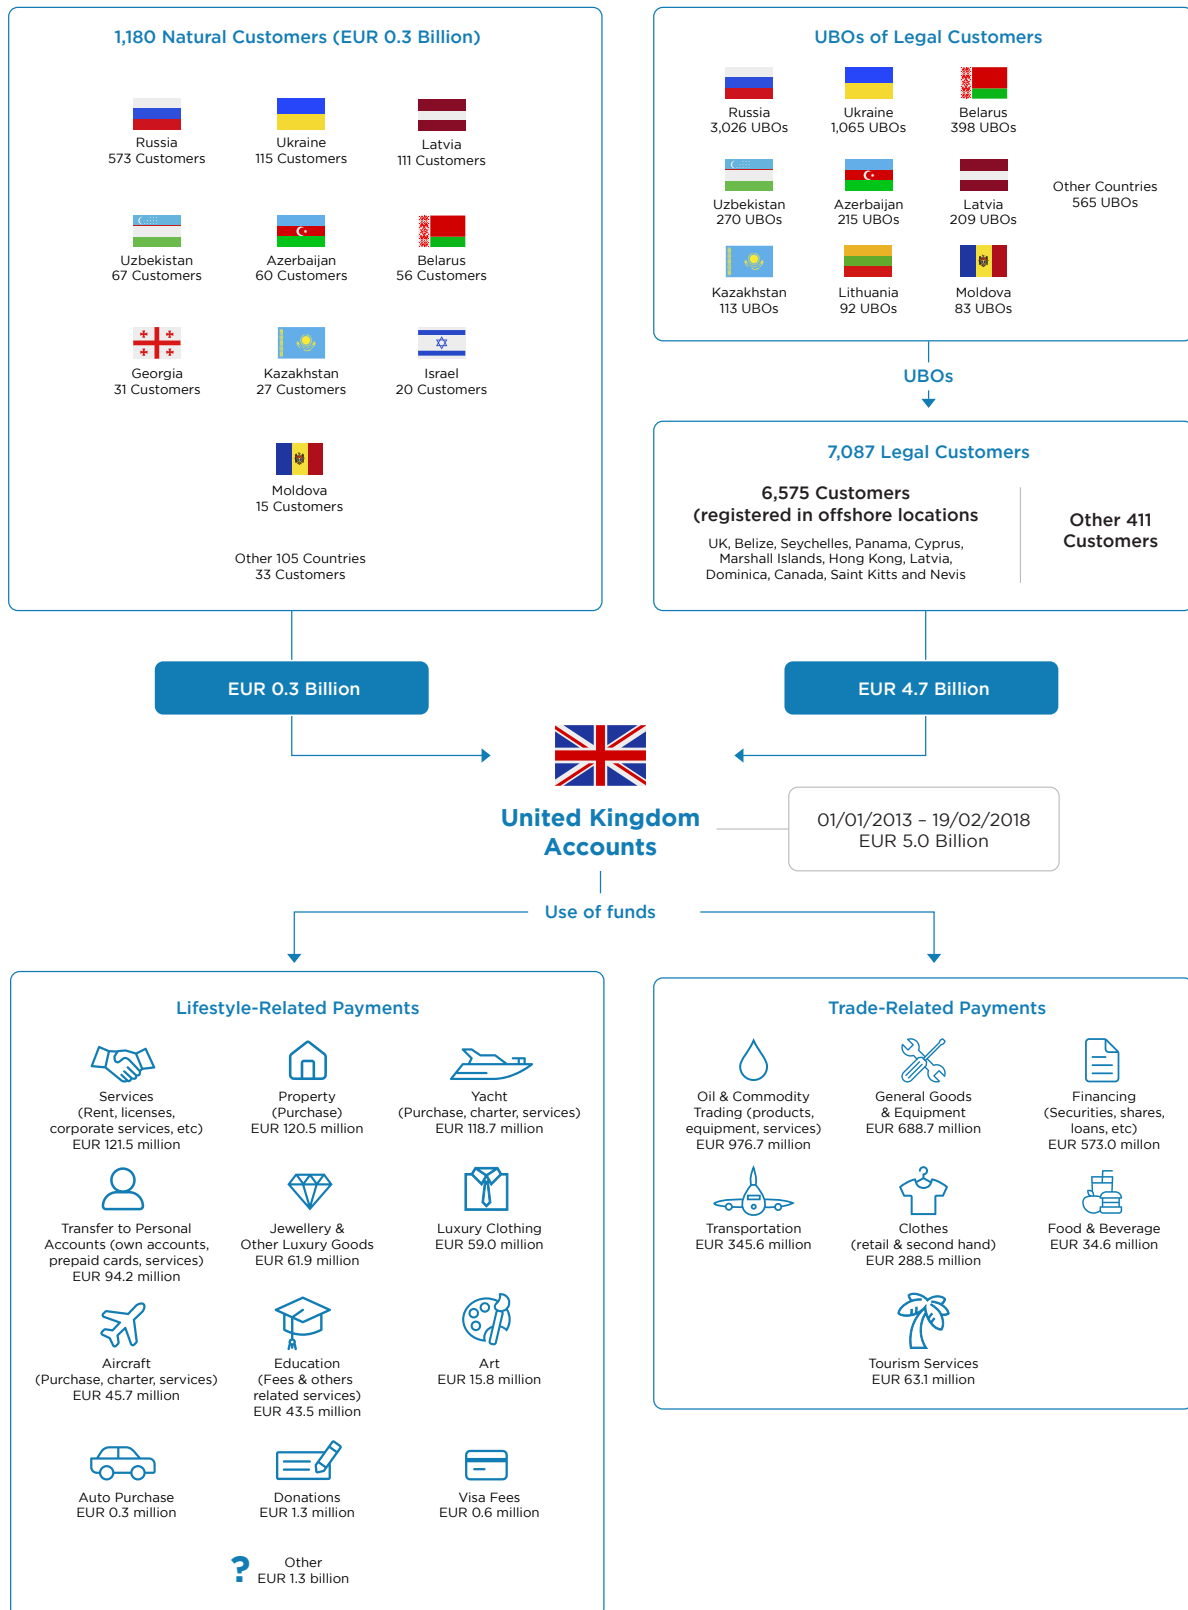 1,180 Natural Customers (EUR 0.3 Billion)
Russia
573 Customers
Ukraine
115 Customers
Latvia
111 Customers
Uzbekistan
67 Customers
Azerbaijan
60 Customers
Belarus
56 Customers
Georgia
31 Customers
Kazakhstan
27 Customers
Israel
20 Customers
Moldova
15 Customers
Other 105 Countries
33 Customers
UBOs of Legal Customers
Russia
3,026 UBOs
Ukraine
1,065 UBOs
Belarus
398 UBOs
Uzbekistan
270 UBOs
Azerbaijan
215 UBOs
Latvia
209 UBOs
Other Countries
565 UBOs
Kazakhstan
113 UBOs
Lithuania
92 UBOs
Moldova
83 UBOs
UBOs
7,087 Legal Customers
6,575 Customers
(registered in offshore locations
UK, Belize, Seychelles, Panama, Cyprus,
Marshall Islands, Hong Kong, Latvia,
Dominica, Canada, Saint Kitts and Nevis
Other 411
Customers
EUR 0.3 Billion
EUR 4.7 Billion
United Kingdom
Accounts
01/01/2013 – 19/02/2018
EUR 5.0 Billion
Use of funds
Lifestyle-Related Payments
Services
(Rent, licenses,
corporate services, etc)
EUR 121.5 million
Property
(Purchase)
EUR 120.5 million
Yacht
(Purchase, charter, services)
EUR 118.7 million
Transfer to Personal
Accounts (own accounts,
prepaid cards, services)
EUR 94.2 million
Jewellery &
Other Luxury Goods
EUR 61.9 million
Luxury Clothing
EUR 59.0 million
Aircraft
(Purchase, charter, services)
EUR 45.7 million
Education
(Fees & others
related services)
EUR 43.5 million
Art
EUR 15.8 million
Auto Purchase
EUR 0.3 million
Donations
EUR 1.3 million
Visa Fees
EUR 0.6 million
?
Other
EUR 1.3 billion
Trade-Related Payments
Oil & Commodity
Trading (products,
equipment, services)
EUR 976.7 million
General Goods
& Equipment
EUR 688.7 million
Financing
(Securities, shares,
loans, etc)
EUR 573.0 millon
Transportation
EUR 345.6 million
Clothes
(retail & second hand)
EUR 288.5 million
Food & Beverage
EUR 34.6 million
Tourism Services
EUR 63.1 million